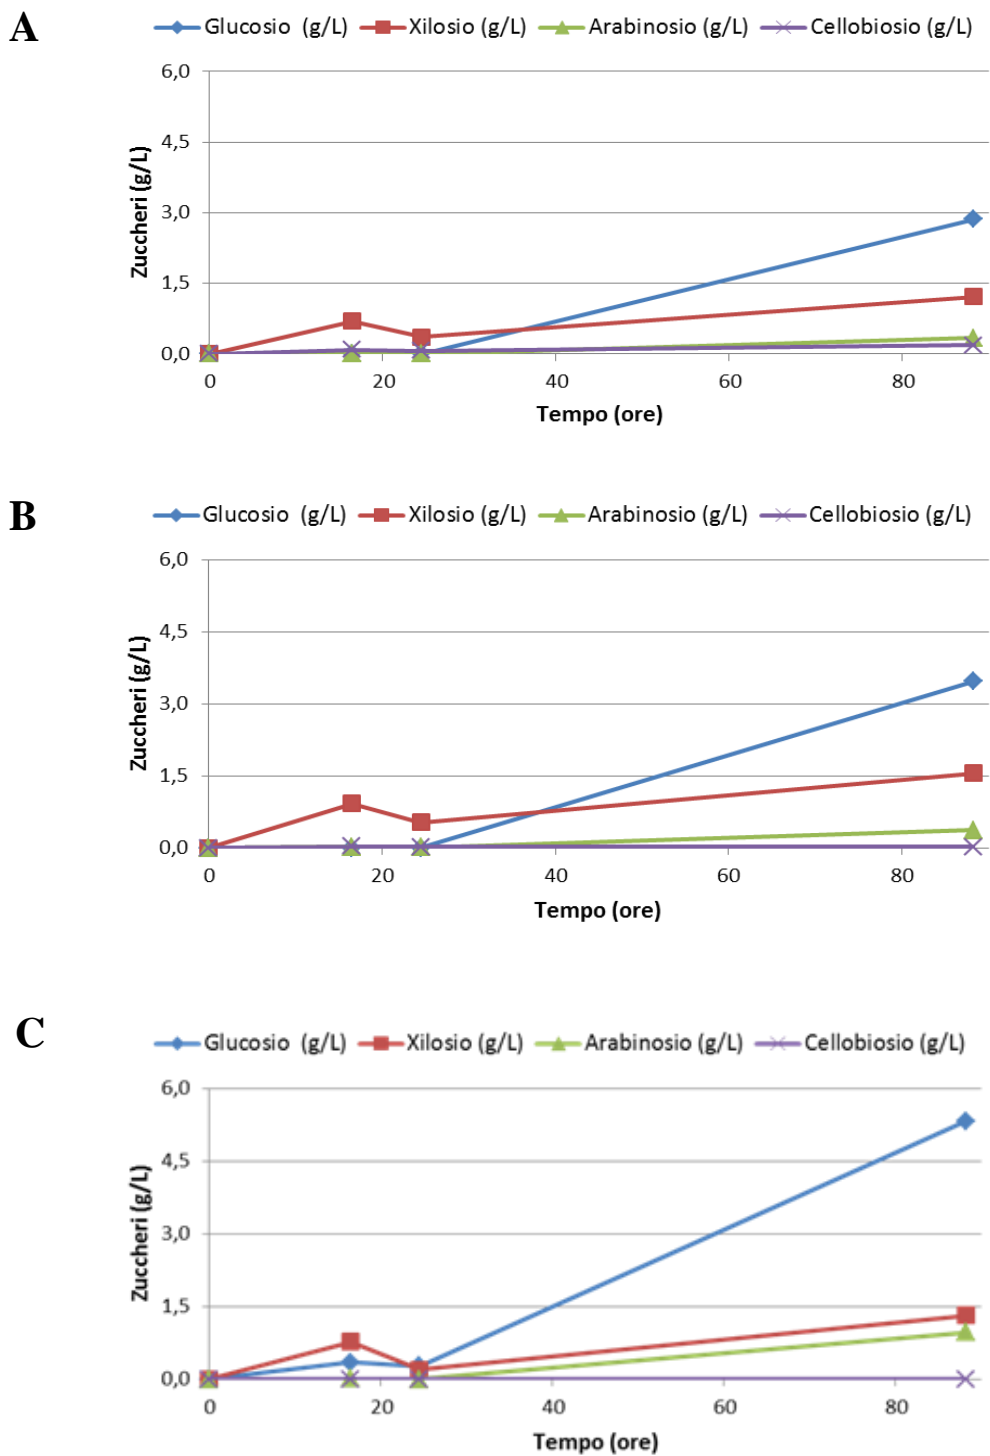 A
Glucosio (g/L) Xilosio (g/L) Arabinosio (g/L) Cellobiosio (g/L)
6,0
4,5
3,0
1,5
0,0
Zuccheri (g/L)
0 20 40 60 80
Tempo (ore)
B
Glucosio (g/L) Xilosio (g/L) Arabinosio (g/L) Cellobiosio (g/L)
6,0
4,5
3,0
1,5
0,0
Zuccheri (g/L)
0 20 40 60 80
Tempo (ore)
C
Glucosio (g/L) Xilosio (g/L) Arabinosio (g/L) Cellobiosio (g/L)
6,0
4,5
3,0
1,5
0,0
Zuccheri (g/L)
0 20 40 60 80
Tempo (ore)